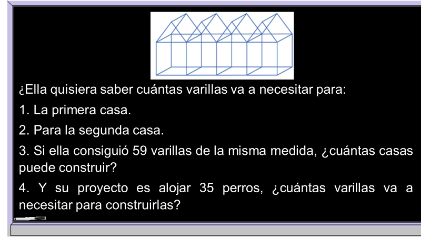 ¿Ella quisiera saber cuántas varillas va a necesitar para:
1. La primera casa.
2. Para la segunda casa.
3. Si ella consiguió 59 varillas de la misma medida, ¿cuántas casas
puede construir?
4. Y su proyecto es alojar 35 perros, ¿cuántas varillas va a
necesitar para construirlas?